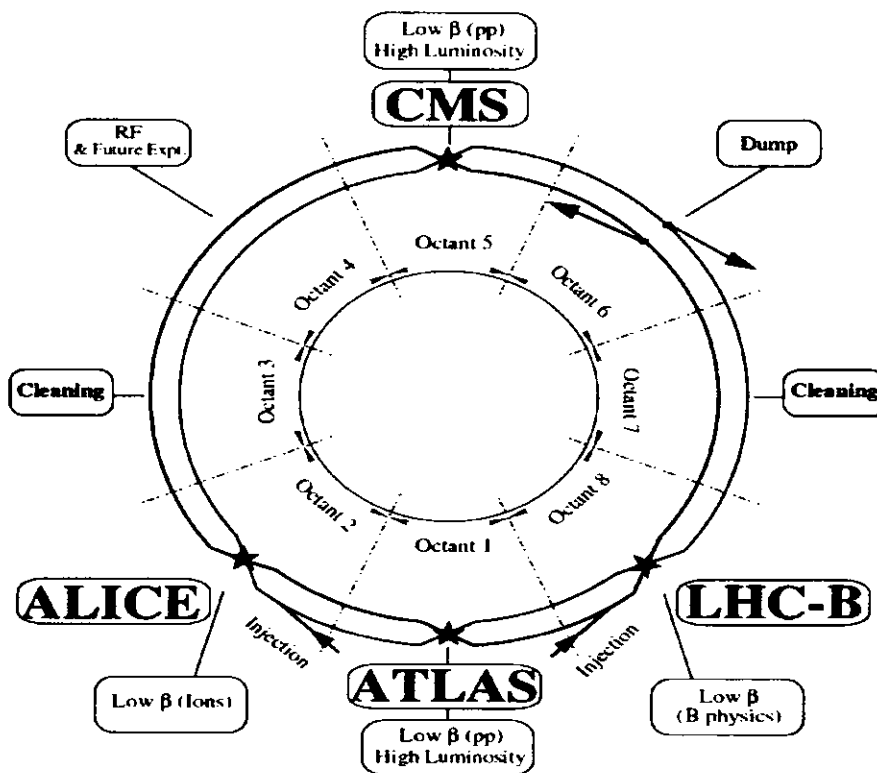 Low β (pp)
High Luminosity
CMS
RF
& Future Expt.
Dump
Octant 5
Octant 4
Octant 6
Octant 3
Octant 7
Cleaning
Cleaning
Octant 2
Octant 8
Octant 1
ALICE
LHC-B
Injection
Injection
ATLAS
Low β (Ions)
Low β
(B physics)
Low β (pp)
High Luminosity